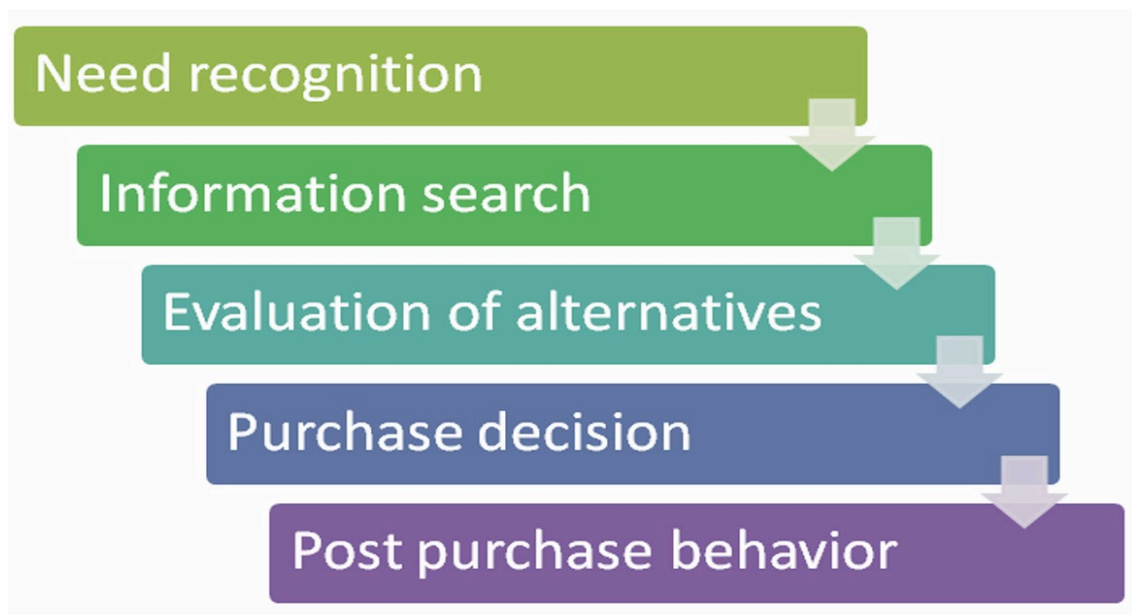 Need recognition
Information search
Evaluation of alternatives
Purchase decision
Post purchase behavior